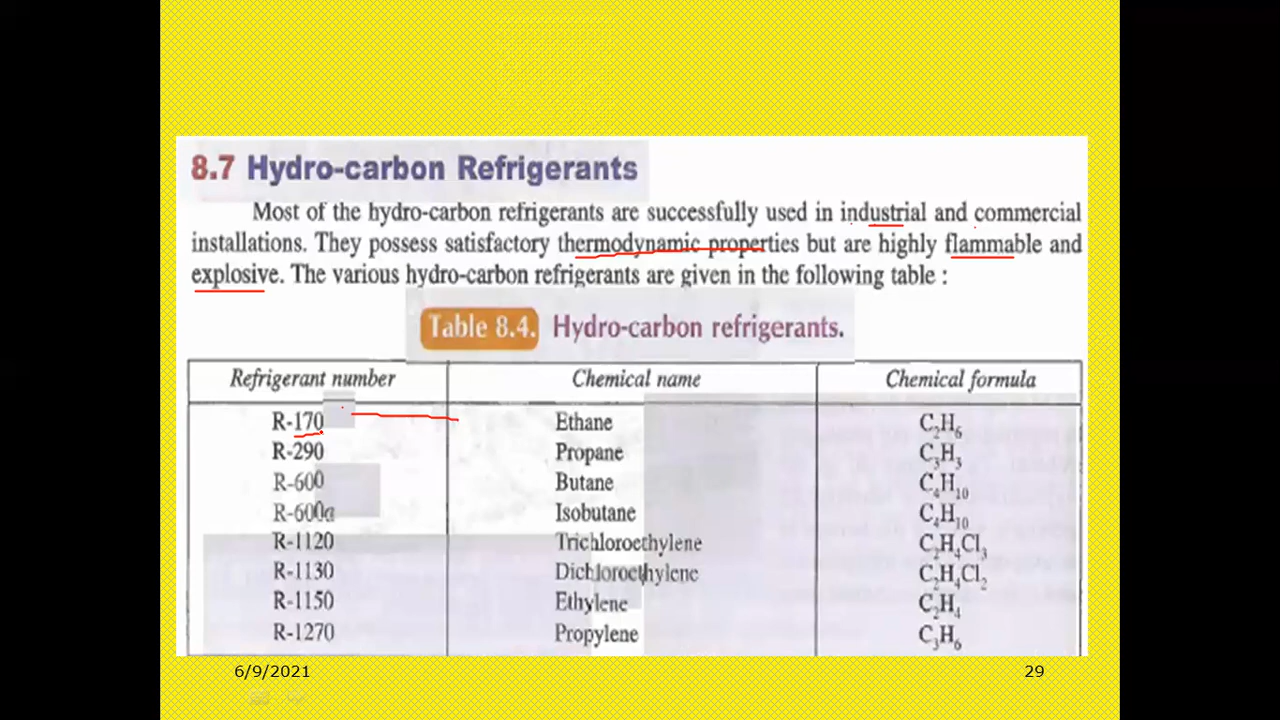 8.7 Hydro-carbon Refrigerants
Most of the hydro-carbon refrigerants are successfully used in industrial and commercial
installations. They possess satisfactory thermodynamic properties but are highly flammable and
explosive. The various hydro-carbon refrigerants are given in the following table :
Table 8.4. Hydro-carbon refrigerants.
Refrigerant number Chemical name Chemical formula
R-170 Ethane C₂H₆
R-290 Propane C₃H₃
R-600 Butane C₄H₁₀
R-600a Isobutane C₄H₁₀
R-1120 Trichloroethylene C₂H₄Cl₃
R-1130 Dichloroethylene C₂H₄Cl₂
R-1150 Ethylene C₂H₄
R-1270 Propylene C₃H₆
6/9/2021 29